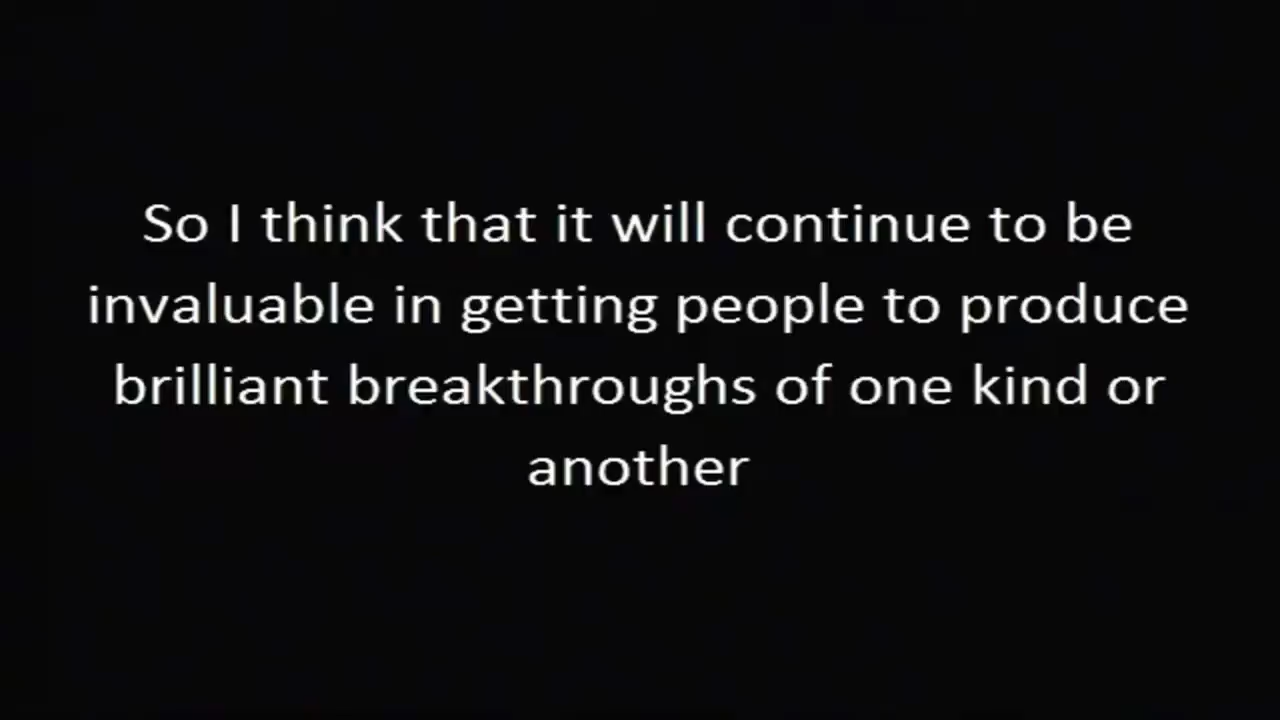 So I think that it will continue to be
invaluable in getting people to produce
brilliant breakthroughs of one kind or
another